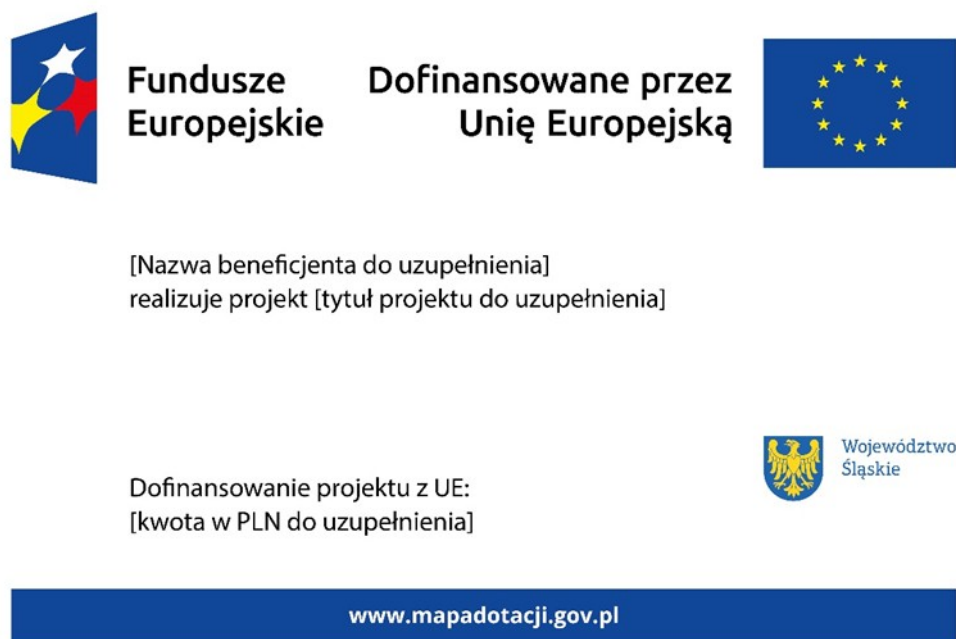 Fundusze
Europejskie
Dofinansowane przez
Unię Europejską
[Nazwa beneficjenta do uzupełnienia]
realizuje projekt [tytuł projektu do uzupełnienia]
Województwo
Śląskie
Dofinansowanie projektu z UE:
[kwota w PLN do uzupełnienia]
www.mapadotacji.gov.pl